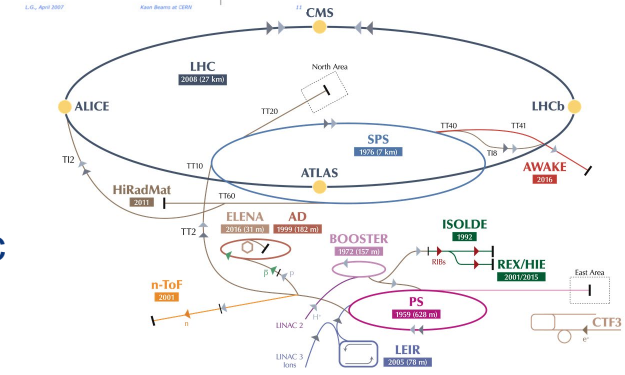 L.G., April 2007
Kaon Beams at CERN
11
CMS
LHC
2008 (27 km)
North Area
ALICE
LHCb
TT20
TT40
TT41
SPS
1976 (7 km)
TI2
TT10
TI8
ATLAS
AWAKE
2016
HiRadMat
2011
TT60
ELENA
2016 (31 m)
AD
1999 (182 m)
TT2
BOOSTER
1972 (157 m)
ISOLDE
1992
RIBs
REX/HIE
2001/2015
p
p
n-ToF
2001
East Area
n
PS
1959 (628 m)
H-
LINAC 2
CTF3
e-
LINAC 3
Ions
LEIR
2005 (78 m)